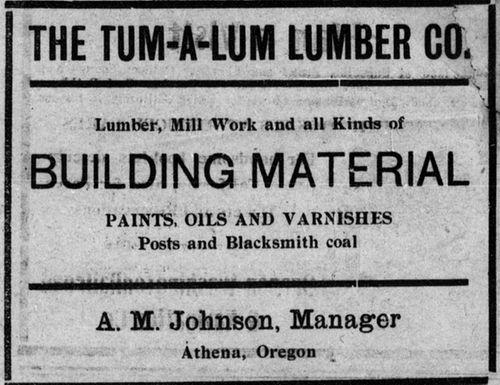 THE TUM-A-LUM LUMBER CO.
Lumber, Mill Work and all Kinds of
BUILDING MATERIAL
PAINTS, OILS AND VARNISHES
Posts and Blacksmith coal
A. M. Johnson, Manager
Athena, Oregon